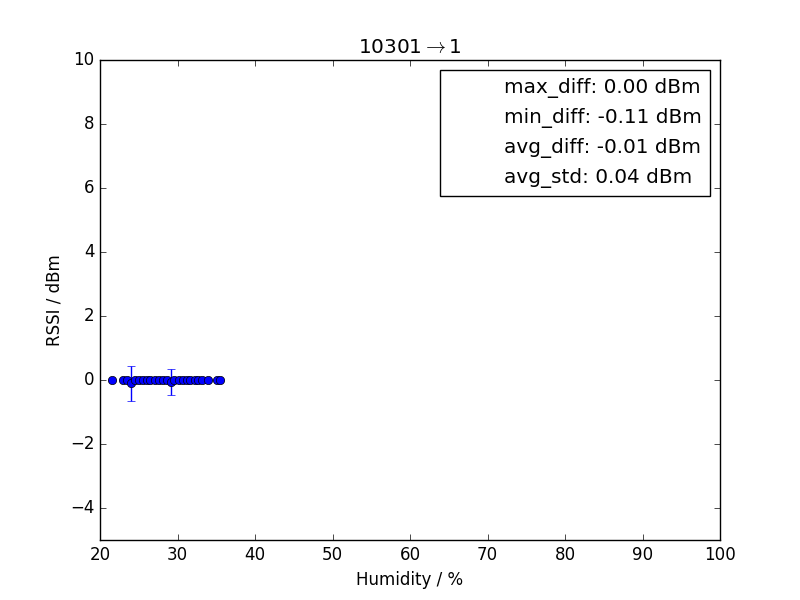 10301→1
max_diff: 0.00 dBm
min_diff: -0.11 dBm
avg_diff: -0.01 dBm
avg_std: 0.04 dBm
RSSI / dBm
10
8
6
4
2
0
−2
−4
20 30 40 50 60 70 80 90 100
Humidity / %